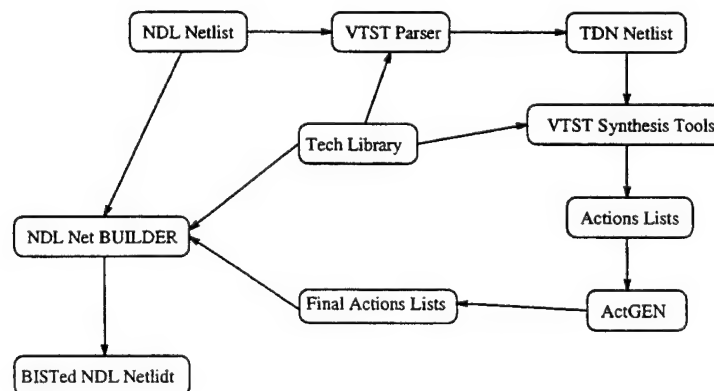 NDL Netlist
VTST Parser
TDN Netlist
Tech Library
VTST Synthesis Tools
NDL Net BUILDER
Actions Lists
Final Actions Lists
ActGEN
BISTed NDL Netlidt